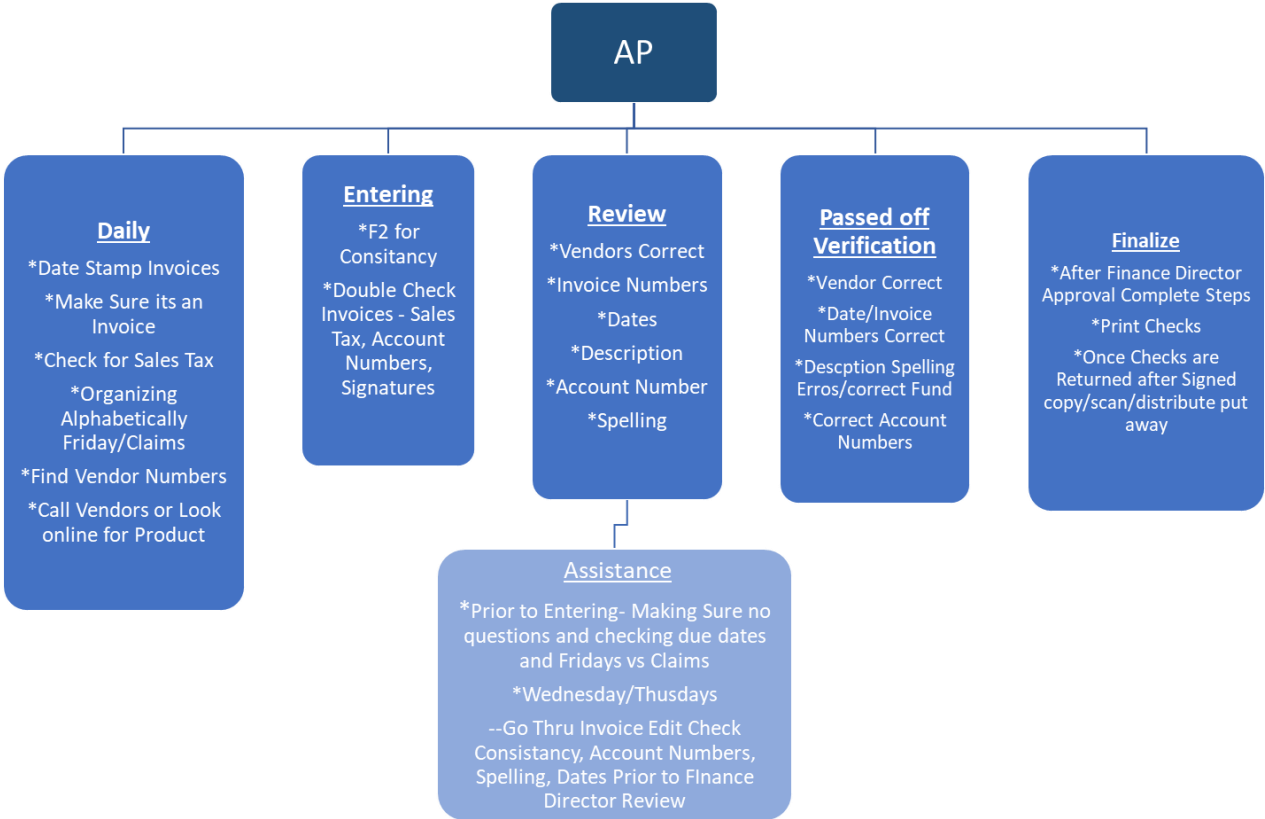 AP
Daily
*Date Stamp Invoices
*Make Sure its an
Invoice
*Check for Sales Tax
*Organizing
Alphabetically
Friday/Claims
*Find Vendor Numbers
*Call Vendors or Look
online for Product
Entering
*F2 for
Consitancy
*Double Check
Invoices - Sales
Tax, Account
Numbers,
Signatures
Review
*Vendors Correct
*Invoice Numbers
*Dates
*Description
*Account Number
*Spelling
Passed off
Verification
*Vendor Correct
*Date/Invoice
Numbers Correct
*Descption Spelling
Erros/correct Fund
*Correct Account
Numbers
Finalize
*After Finance Director
Approval Complete Steps
*Print Checks
*Once Checks are
Returned after Signed
copy/scan/distribute put
away
Assistance
*Prior to Entering- Making Sure no
questions and checking due dates
and Fridays vs Claims
*Wednesday/Thusdays
--Go Thru Invoice Edit Check
Consistancy, Account Numbers,
Spelling, Dates Prior to FInance
Director Review